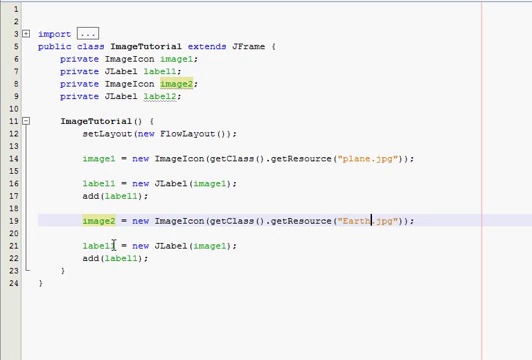 1
2
3 import ...
5 public class ImageTutorial extends JFrame {
6 private ImageIcon image1;
7 private JLabel label1;
8 private ImageIcon image2;
9 private JLabel label2;
10
11 ImageTutorial() {
12 setLayout(new FlowLayout());
13
14 image1 = new ImageIcon(getClass().getResource("plane.jpg"));
15
16 label1 = new JLabel(image1);
17 add(label1);
18
19 image2 = new ImageIcon(getClass().getResource("Earth.jpg"));
20
21 label1 = new JLabel(image1);
22 add(label1);
23 }
24 }